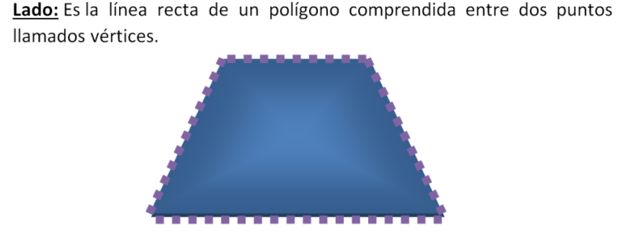 Lado: Es la línea recta de un polígono comprendida entre dos puntos
llamados vértices.